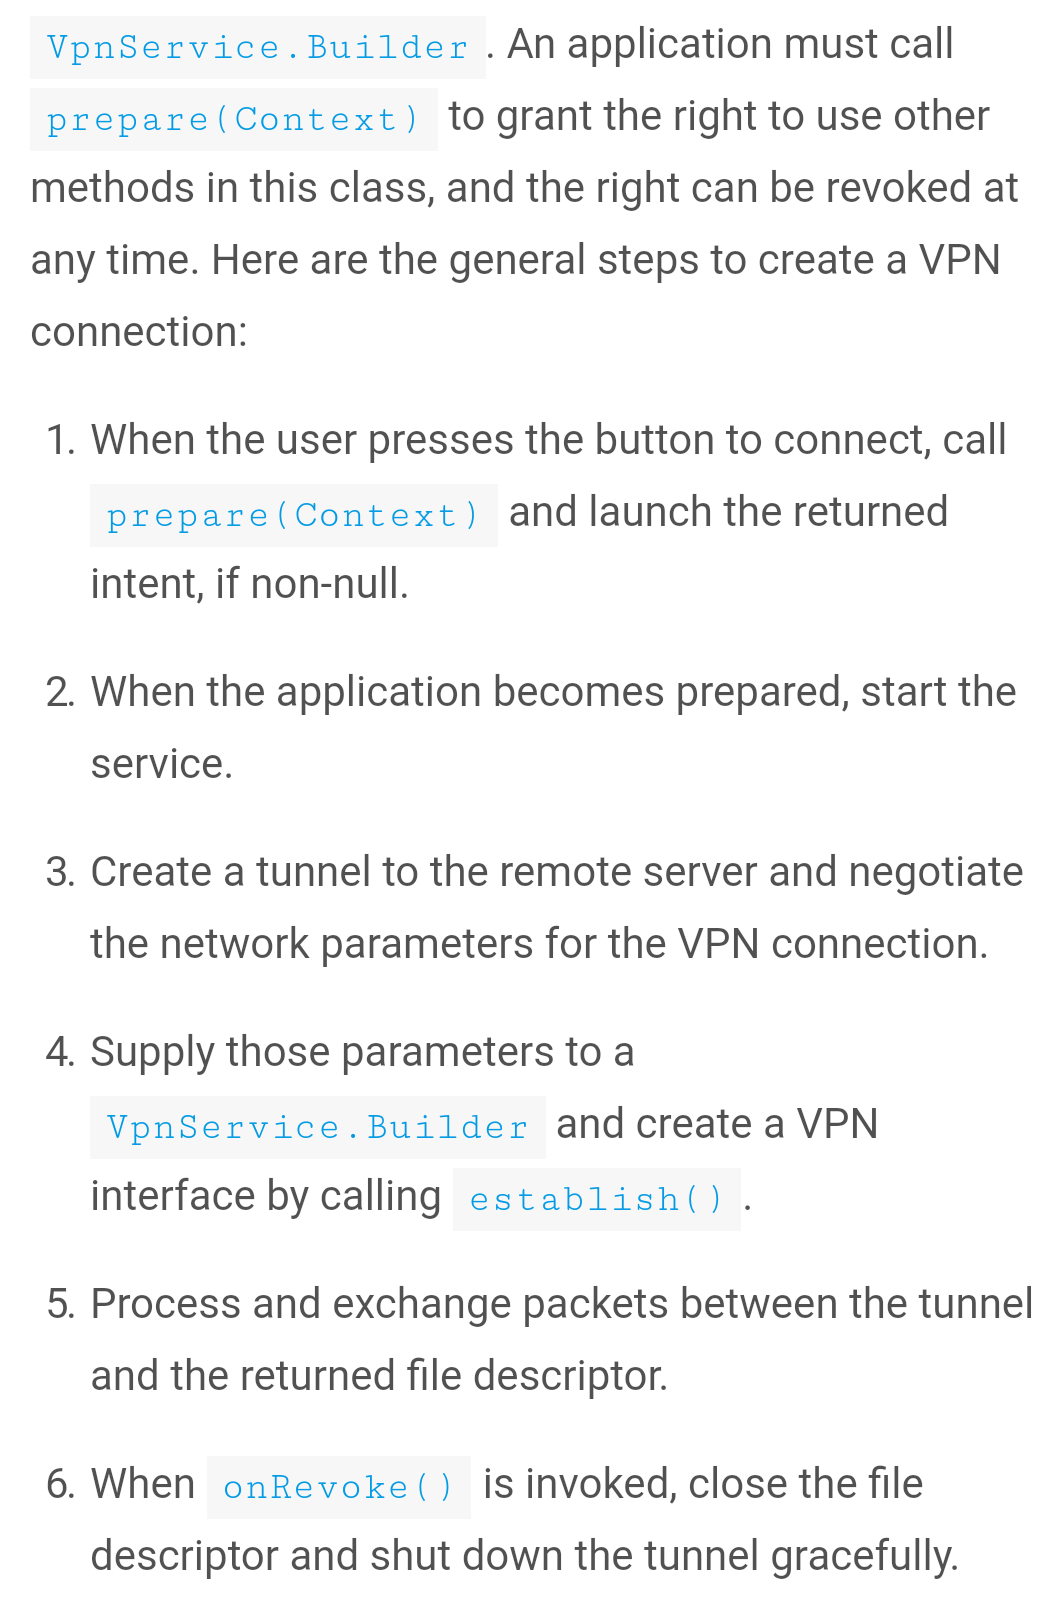 VpnService.Builder. An application must call
prepare(Context) to grant the right to use other
methods in this class, and the right can be revoked at
any time. Here are the general steps to create a VPN
connection:
1. When the user presses the button to connect, call
prepare(Context) and launch the returned
intent, if non-null.
2. When the application becomes prepared, start the
service.
3. Create a tunnel to the remote server and negotiate
the network parameters for the VPN connection.
4. Supply those parameters to a
VpnService.Builder and create a VPN
interface by calling establish().
5. Process and exchange packets between the tunnel
and the returned file descriptor.
6. When onRevoke() is invoked, close the file
descriptor and shut down the tunnel gracefully.